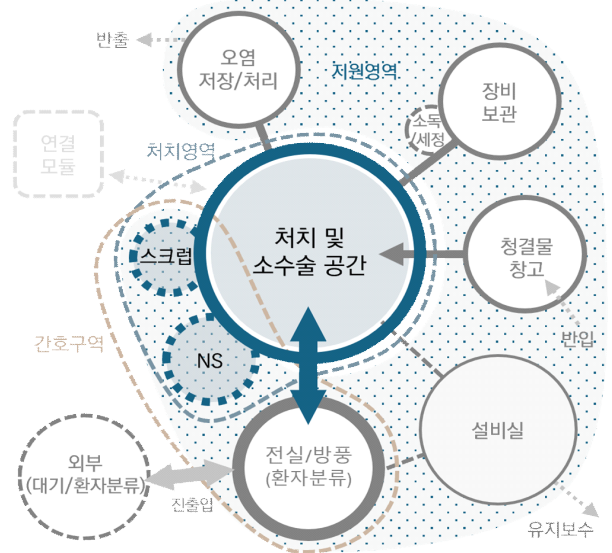 반출
오염
저장/처리
지원영역
장비
보관
소독
/세정
연결
모듈
처치영역
스크럽
처치 및
소수술 공간
청결물
창고
반입
간호구역
NS
설비실
외부
(대기/환자분류)
진출입
전실/방풍
(환자분류)
유지보수